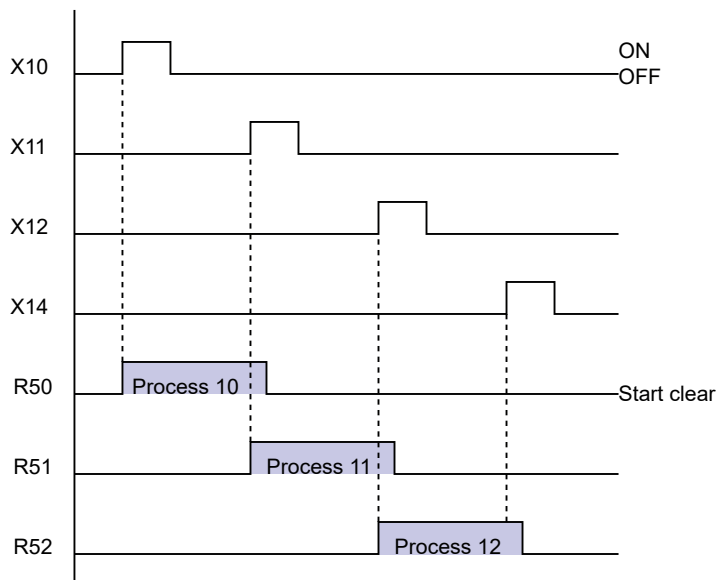 X10
ON
OFF
X11
X12
X14
R50
Process 10
Start clear
R51
Process 11
R52
Process 12